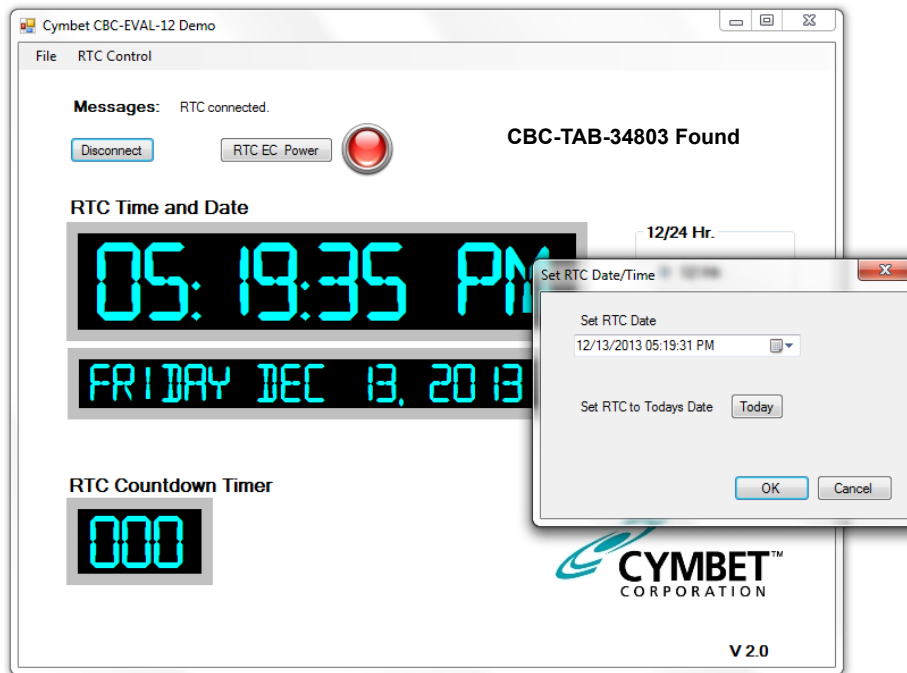 Cymbet CBC-EVAL-12 Demo
File RTC Control
Messages: RTC connected.
Disconnect RTC EC Power
CBC-TAB-34803 Found
RTC Time and Date
05:19:35 PM
FRIDAY DEC 13, 2013
12/24 Hr.
Set RTC Date/Time
Set RTC Date
12/13/2013 05:19:31 PM
Set RTC to Todays Date Today
OK Cancel
RTC Countdown Timer
000
CYMBET™
CORPORATION
V 2.0